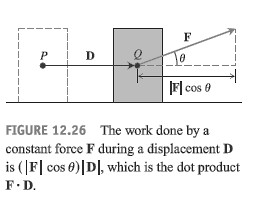 F
P D Q θ
|F| cos θ
FIGURE 12.26 The work done by a
constant force F during a displacement D
is (|F| cos θ)|D|, which is the dot product
F · D.